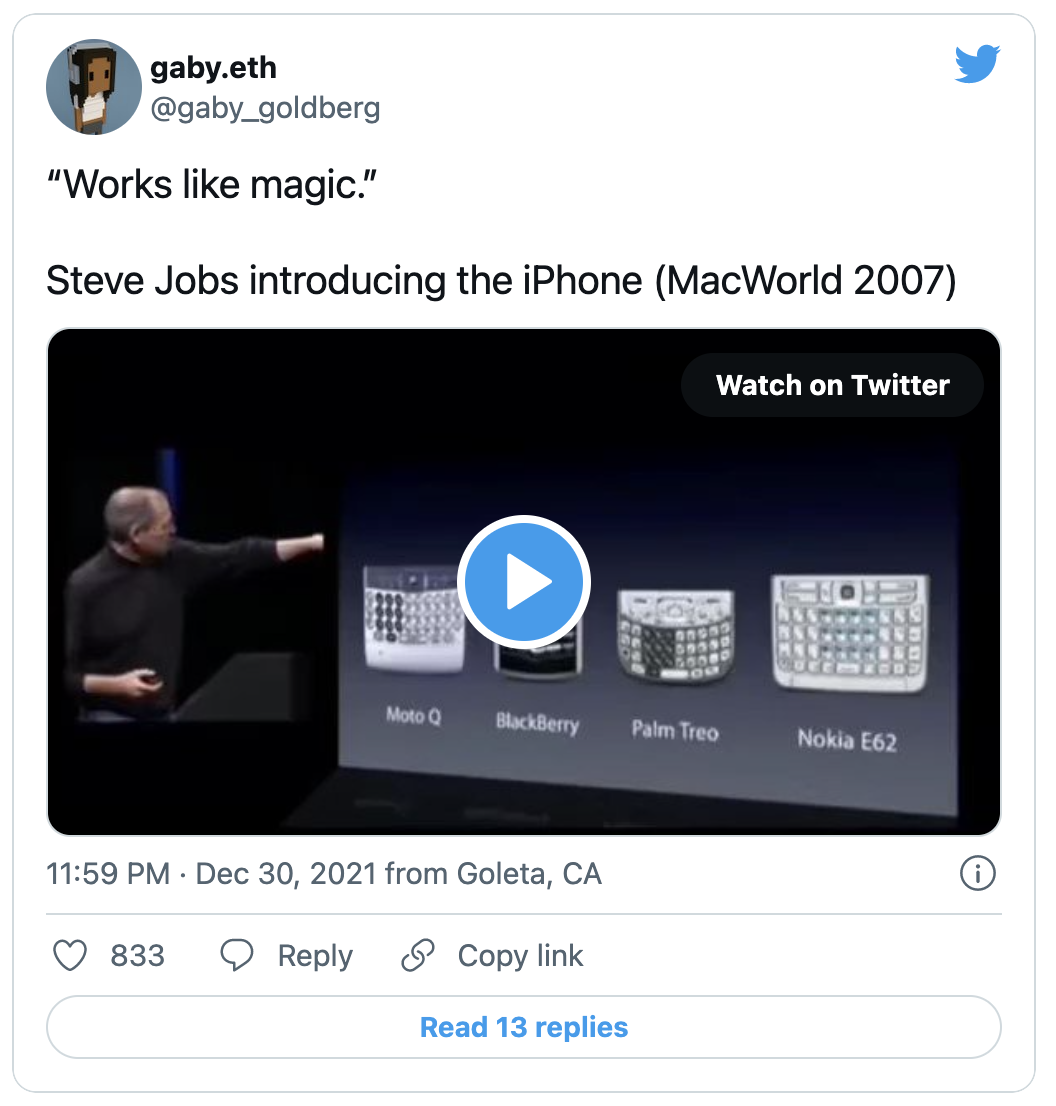 gaby.eth
@gaby_goldberg
“Works like magic.”
Steve Jobs introducing the iPhone (MacWorld 2007)
Watch on Twitter
Moto Q
BlackBerry
Palm Treo
Nokia E62
11:59 PM · Dec 30, 2021 from Goleta, CA
833
Reply
Copy link
Read 13 replies